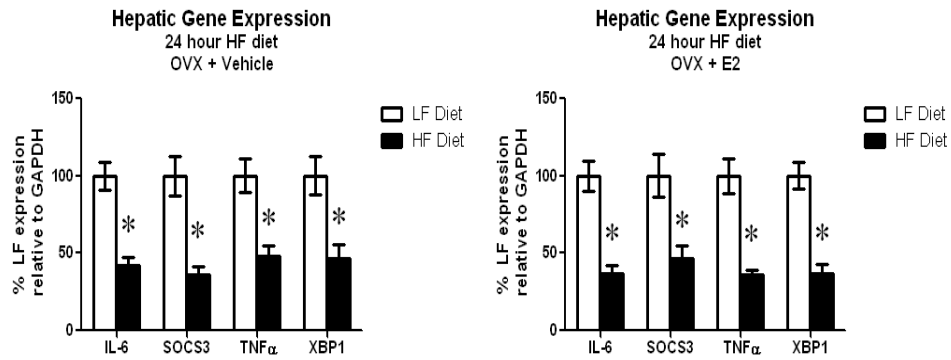 Hepatic Gene Expression
24 hour HF diet
OVX + Vehicle
% LF expression
relative to GAPDH
150
100
50
0
IL-6 SOCS3 TNFα XBP1
* * * *
LF Diet
HF Diet
Hepatic Gene Expression
24 hour HF diet
OVX + E2
% LF expression
relative to GAPDH
150
100
50
0
IL-6 SOCS3 TNFα XBP1
* * * *
LF Diet
HF Diet